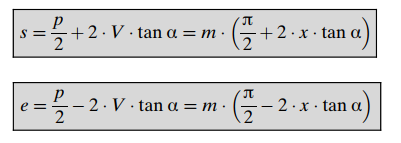 s = p/2 + 2 · V · tan α = m · (π/2 + 2 · x · tan α)
e = p/2 − 2 · V · tan α = m · (π/2 − 2 · x · tan α)